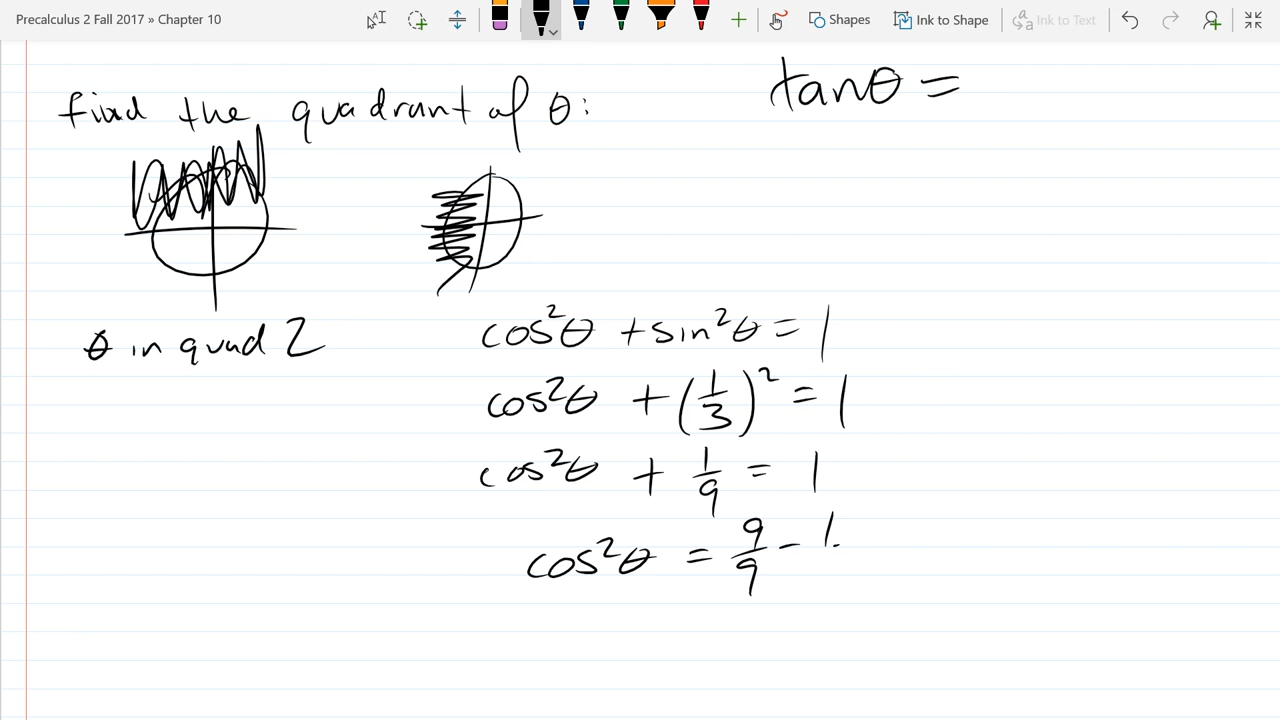 Precalculus 2 Fall 2017 » Chapter 10
Shapes
Ink to Shape
Ink to Text
find the quadrant of θ:
tanθ =
θ in quad 2
cos²θ + sin²θ = 1
cos²θ + (1/3)² = 1
cos²θ + 1/9 = 1
cos²θ = 9/9 - 1